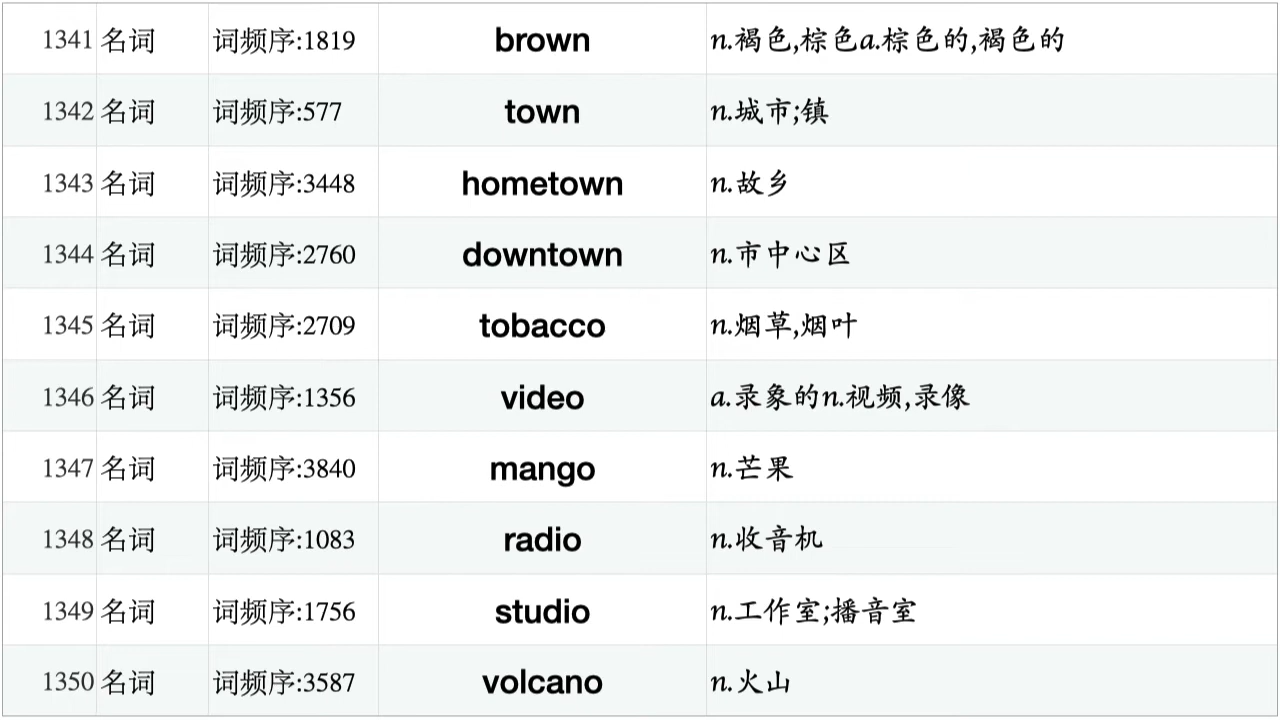 1341 名词 词频序:1819 brown n.褐色,棕色a.棕色的,褐色的
1342 名词 词频序:577 town n.城市;镇
1343 名词 词频序:3448 hometown n.故乡
1344 名词 词频序:2760 downtown n.市中心区
1345 名词 词频序:2709 tobacco n.烟草,烟叶
1346 名词 词频序:1356 video a.录象的n.视频,录像
1347 名词 词频序:3840 mango n.芒果
1348 名词 词频序:1083 radio n.收音机
1349 名词 词频序:1756 studio n.工作室;播音室
1350 名词 词频序:3587 volcano n.火山